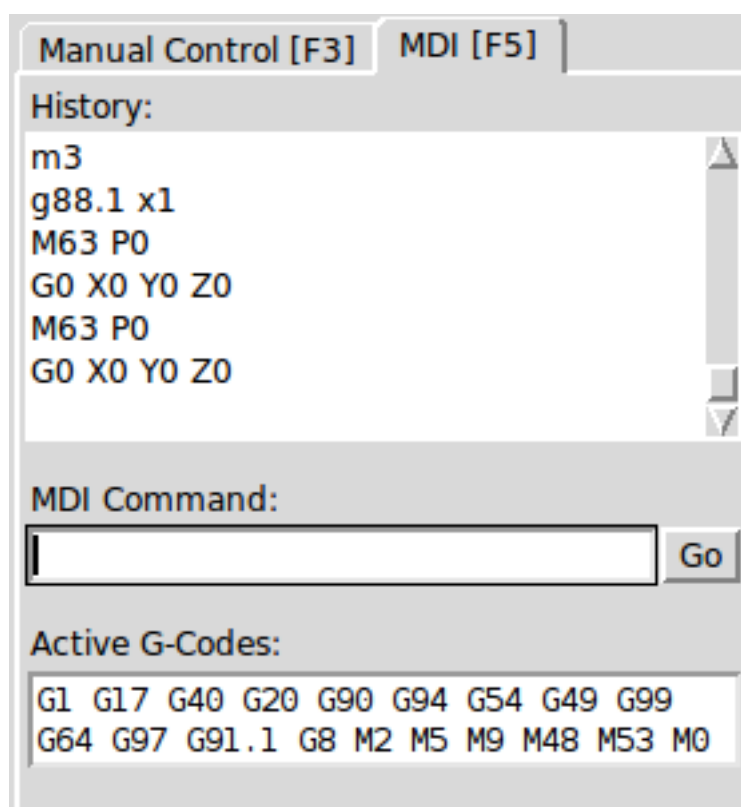 Manual Control [F3] MDI [F5]
History:
m3
g88.1 x1
M63 P0
G0 X0 Y0 Z0
M63 P0
G0 X0 Y0 Z0
MDI Command:
Go
Active G-Codes:
G1 G17 G40 G20 G90 G94 G54 G49 G99
G64 G97 G91.1 G8 M2 M5 M9 M48 M53 M0